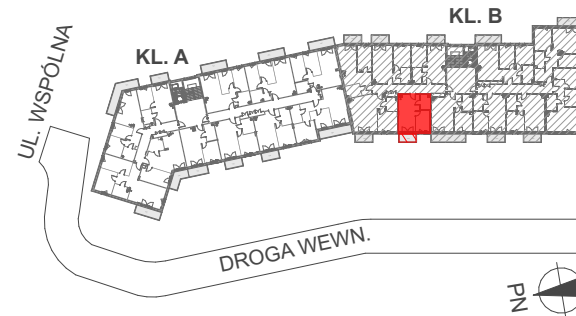 KL. B
KL. A
UL. WSPÓLNA
DROGA WEWN.
PN